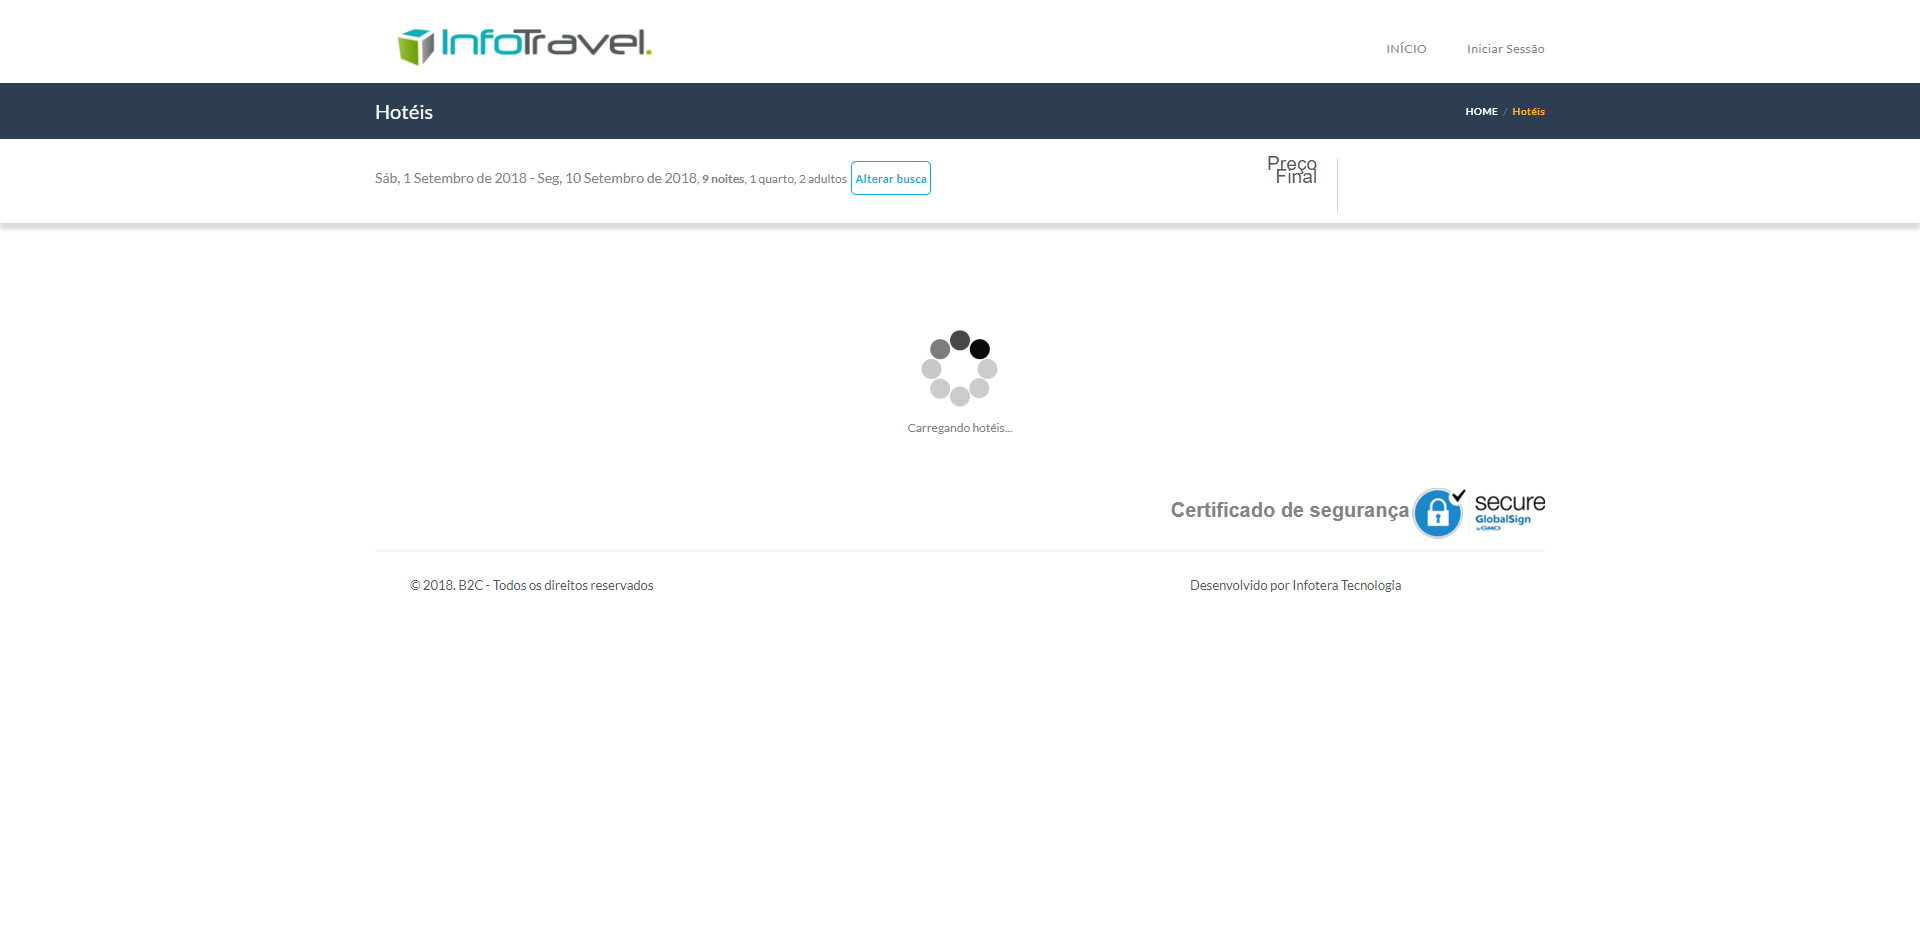 InfoTravel.
INÍCIO
Iniciar Sessão
Hotéis
HOME / Hotéis
Sáb, 1 Setembro de 2018 - Seg, 10 Setembro de 2018, 9 noites, 1 quarto, 2 adultos
Alterar busca
Preço
Final
Carregando hotéis...
Certificado de segurança
secure
GlobalSign
by GMO
© 2018. B2C - Todos os direitos reservados
Desenvolvido por Infotera Tecnologia